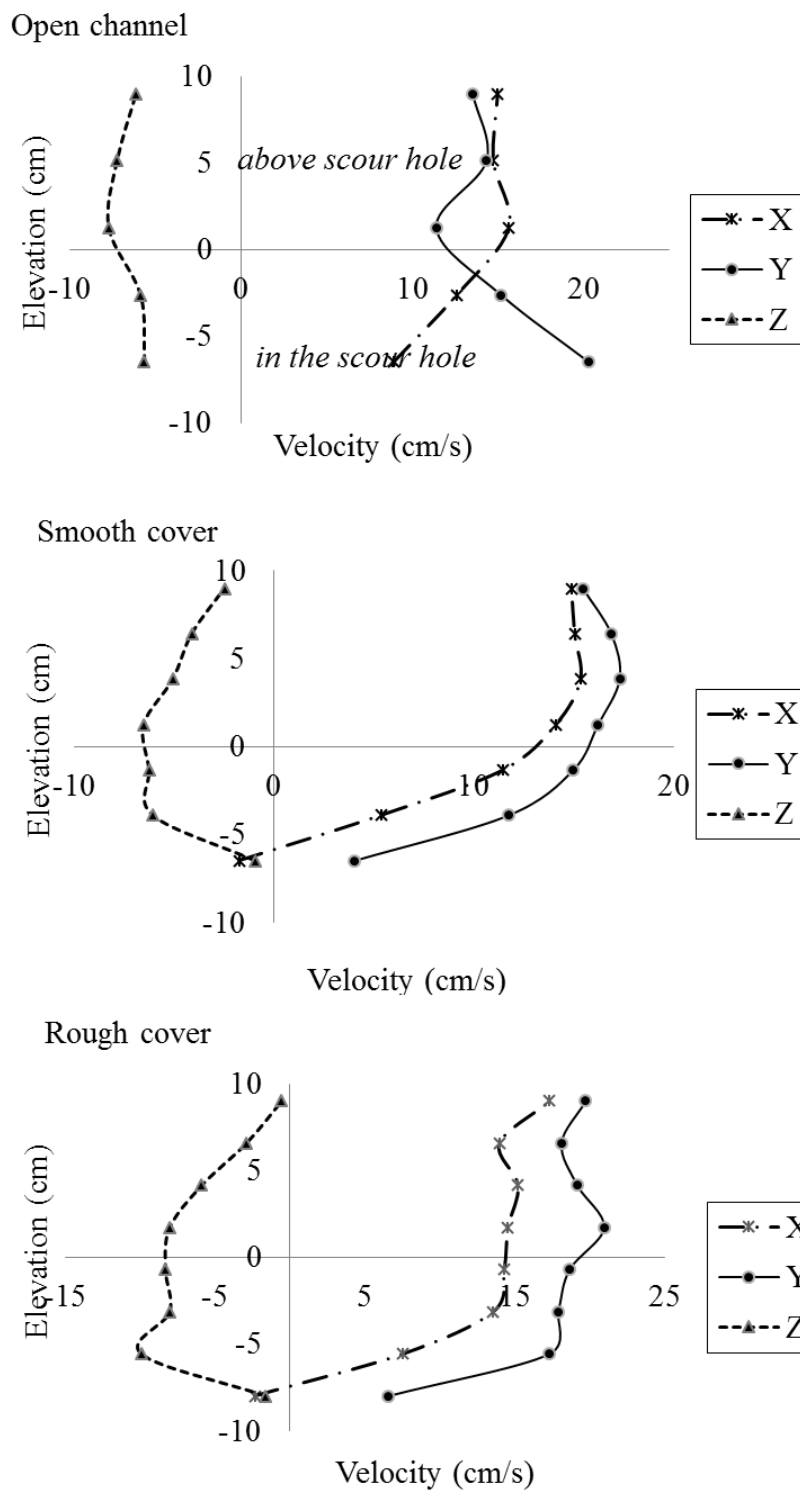 Open channel
10
5
above scour hole
0
-10
0
10
20
-5
in the scour hole
-10
Elevation (cm)
Velocity (cm/s)
X
Y
Z
Smooth cover
10
5
0
-10
0
10
20
-5
-10
Elevation (cm)
Velocity (cm/s)
X
Y
Z
Rough cover
10
5
0
-15
-5
5
15
25
-5
-10
Elevation (cm)
Velocity (cm/s)
X
Y
Z